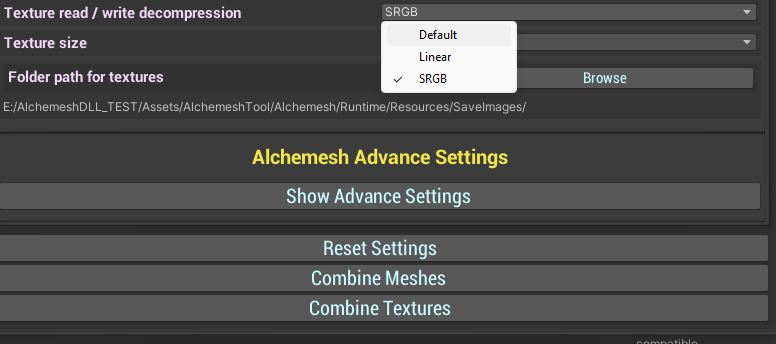 Texture read / write decompression
SRGB
Default
Texture size
Linear
Folder path for textures
SRGB
Browse
E:/AlchemeshDLL_TEST/Assets/AlchemeshTool/Alchemesh/Runtime/Resources/SaveImages/
Alchemesh Advance Settings
Show Advance Settings
Reset Settings
Combine Meshes
Combine Textures
compatible